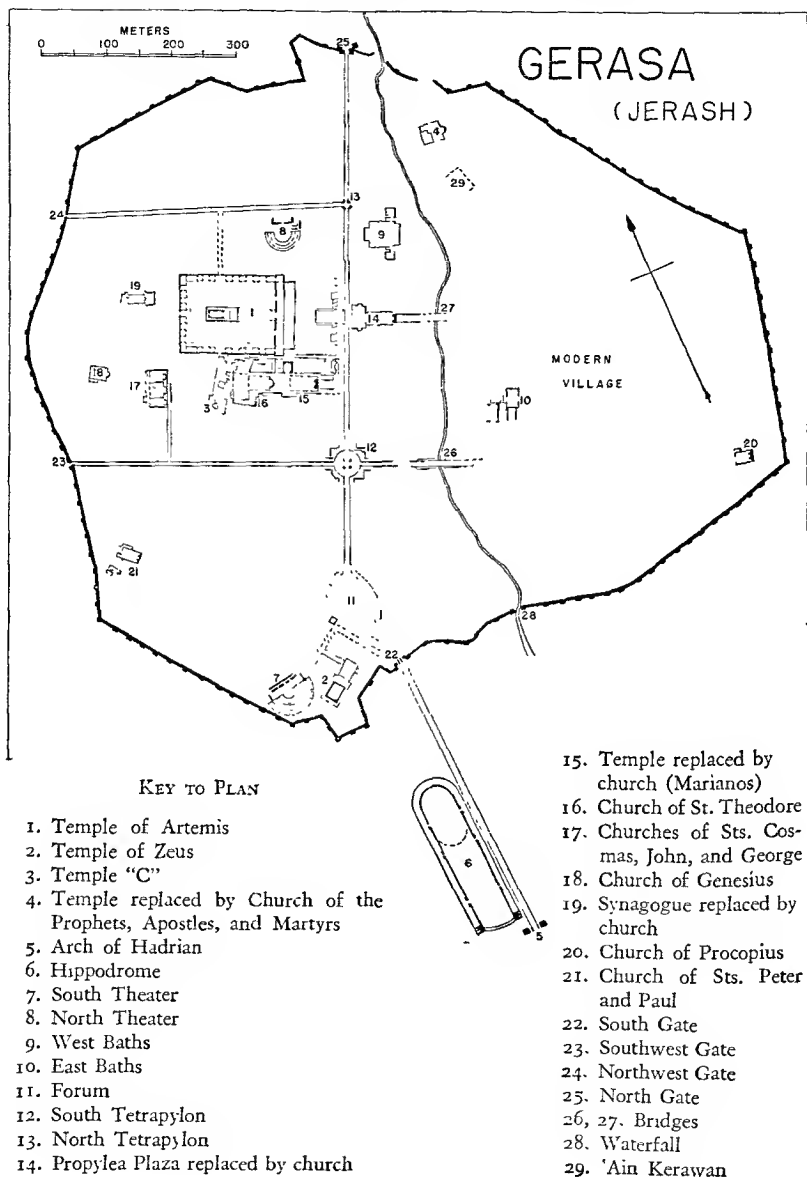 METERS
0 100 200 300
GERASA
(JERASH)
25
4
29
13
24
8
9
19
1
14
27
MODERN
VILLAGE
18
17
3
16
15
10
12
26
20
23
21
11
28
22
7
2
6
5
KEY TO PLAN
1. Temple of Artemis
2. Temple of Zeus
3. Temple "C"
4. Temple replaced by Church of the
Prophets, Apostles, and Martyrs
5. Arch of Hadrian
6. Hippodrome
7. South Theater
8. North Theater
9. West Baths
10. East Baths
11. Forum
12. South Tetrapylon
13. North Tetrapylon
14. Propylea Plaza replaced by church
15. Temple replaced by
church (Marianos)
16. Church of St. Theodore
17. Churches of Sts. Cos-
mas, John, and George
18. Church of Genesius
19. Synagogue replaced by
church
20. Church of Procopius
21. Church of Sts. Peter
and Paul
22. South Gate
23. Southwest Gate
24. Northwest Gate
25. North Gate
26, 27. Bridges
28. Waterfall
29. 'Ain Kerawan